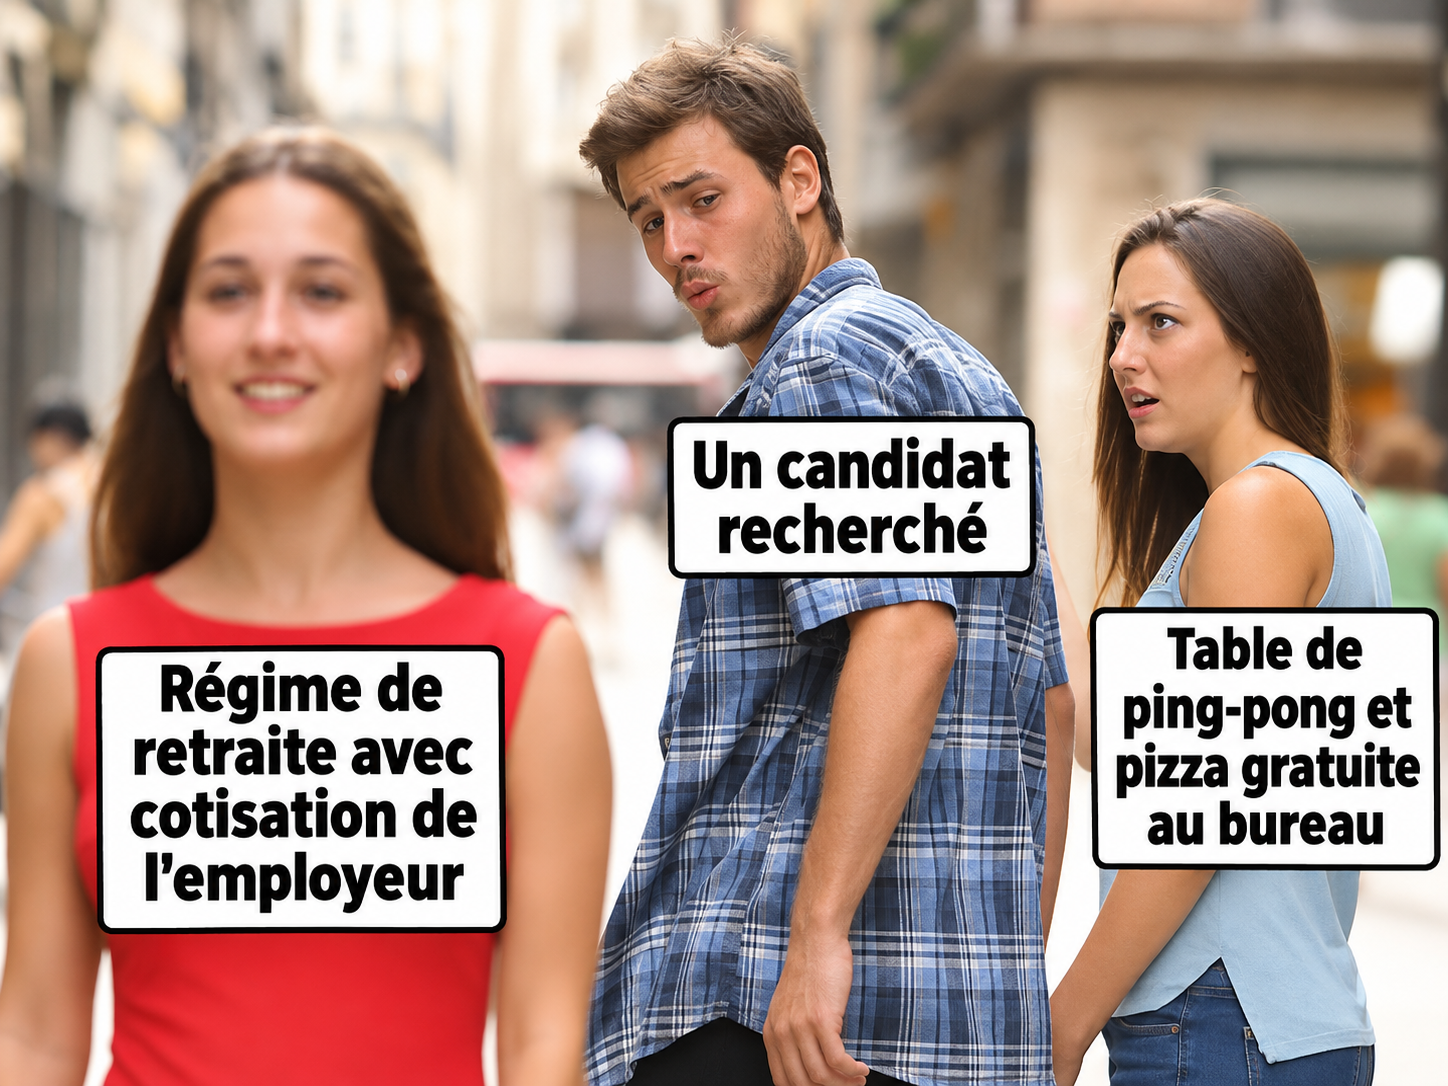 Régime de
retraite avec
cotisation de
l'employeur
Un candidat
recherché
Table de
ping-pong et
pizza gratuite
au bureau